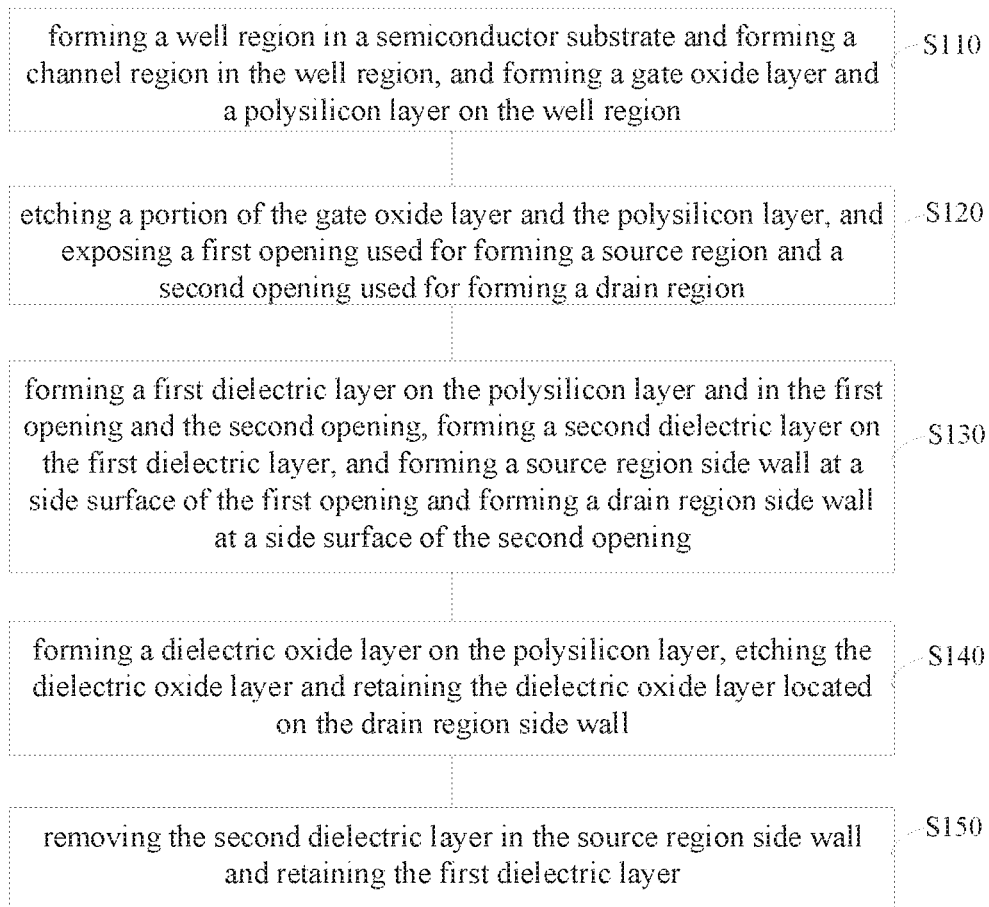 forming a well region in a semiconductor substrate and forming a
channel region in the well region, and forming a gate oxide layer and
a polysilicon layer on the well region
S110
etching a portion of the gate oxide layer and the polysilicon layer, and
exposing a first opening used for forming a source region and a
second opening used for forming a drain region
S120
forming a first dielectric layer on the polysilicon layer and in the first
opening and the second opening, forming a second dielectric layer on
the first dielectric layer, and forming a source region side wall at a
side surface of the first opening and forming a drain region side wall
at a side surface of the second opening
S130
forming a dielectric oxide layer on the polysilicon layer, etching the
dielectric oxide layer and retaining the dielectric oxide layer located
on the drain region side wall
S140
removing the second dielectric layer in the source region side wall
and retaining the first dielectric layer
S150